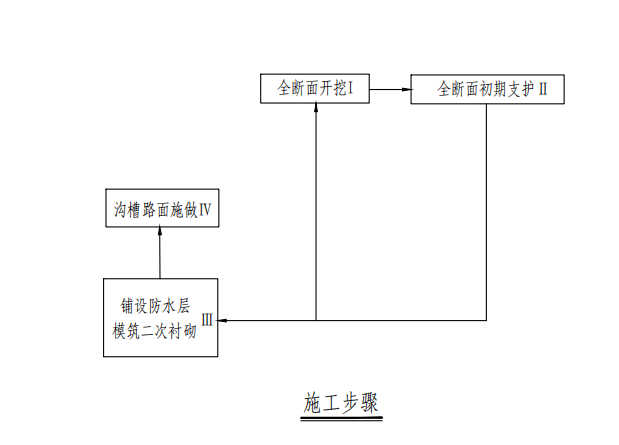 全断面开挖Ⅰ
全断面初期支护Ⅱ
沟槽路面施做Ⅳ
铺设防水层
模筑二次衬砌
Ⅲ
施工步骤